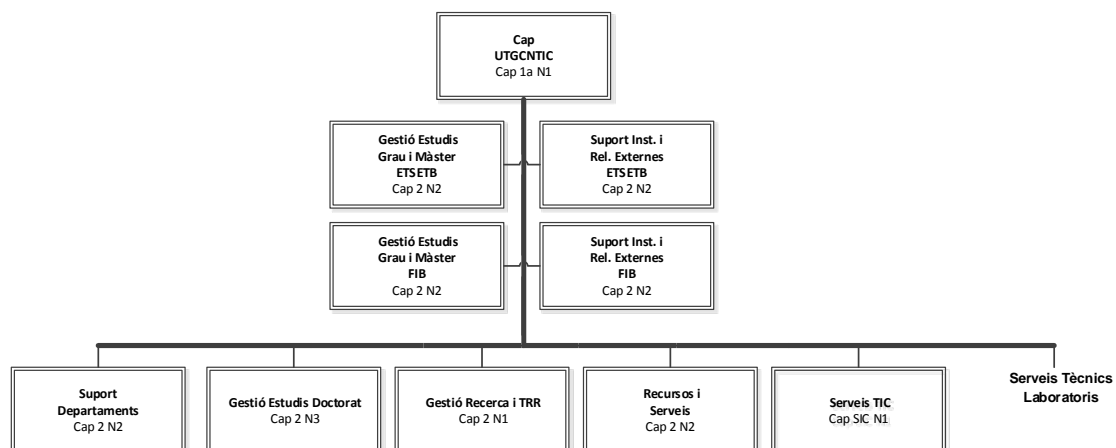 Cap
UTGCNTIC
Cap 1a N1
Gestió Estudis
Grau i Màster
ETSETB
Cap 2 N2
Suport Inst. i
Rel. Externes
ETSETB
Cap 2 N2
Gestió Estudis
Grau i Màster
FIB
Cap 2 N2
Suport Inst. i
Rel. Externes
FIB
Cap 2 N2
Suport
Departaments
Cap 2 N2
Gestió Estudis Doctorat
Cap 2 N3
Gestió Recerca i TRR
Cap 2 N1
Recursos i
Serveis
Cap 2 N2
Serveis TIC
Cap SIC N1
Serveis Tècnics
Laboratoris